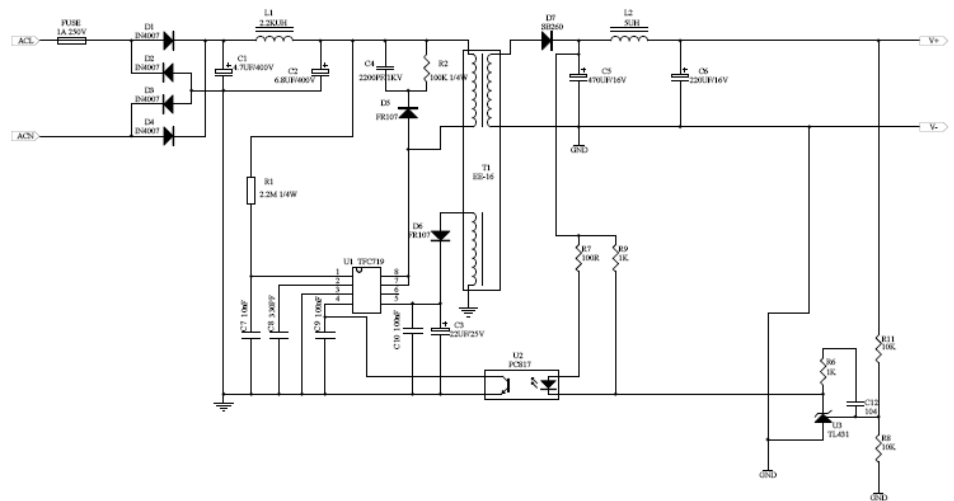 FUSE
1A 250V
ACL
D1
IN4007
D2
IN4007
D3
IN4007
D4
IN4007
ACN
L1
2.2KUH
C1
4.7UF/400V
C2
6.8UF/400V
C4
2200PF/1KV
R2
100K 1/4W
D5
FR107
D7
SB260
L2
5UH
C5
470UF/16V
C6
220UF/16V
V+
V-
GND
T1
EE-16
R1
2.2M 1/4W
D6
FR107
U1 TFC719
1
2
3
4
8
7
6
5
R7
100R
R9
1K
C7 10nF
C8 330PF
C9 100nF
C10 100nF
C3
22UF/25V
U2
PC817
R11
10K
R6
1K
C12
104
U3
TL431
R8
10K
GND
GND